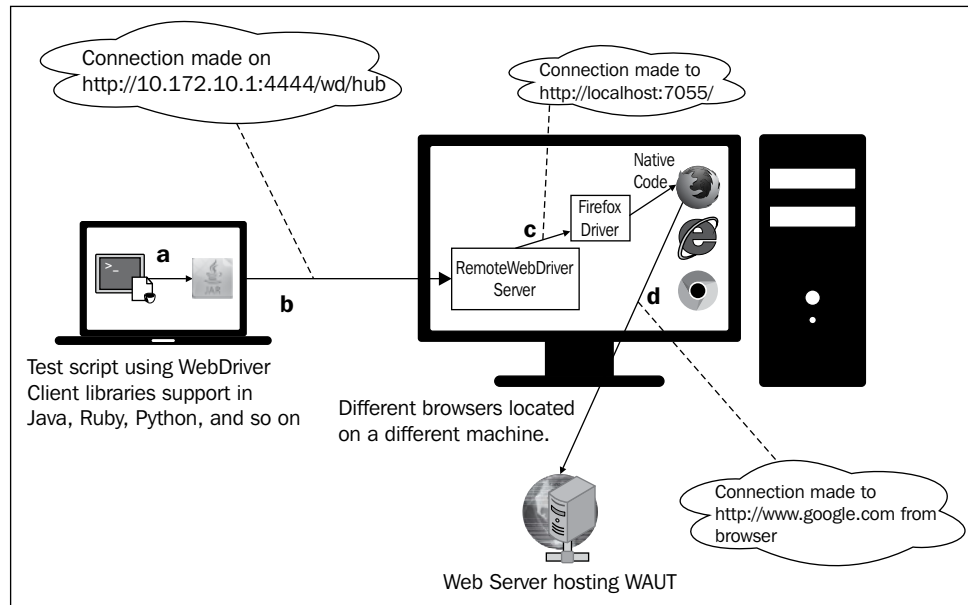 Connection made on
http://10.172.10.1:4444/wd/hub
Connection made to
http://localhost:7055/
Native
Code
Firefox
Driver
c
RemoteWebDriver
Server
a
>_
JAR
b
d
Test script using WebDriver
Client libraries support in
Java, Ruby, Python, and so on
Different browsers located
on a different machine.
Connection made to
http://www.google.com from
browser
Web Server hosting WAUT